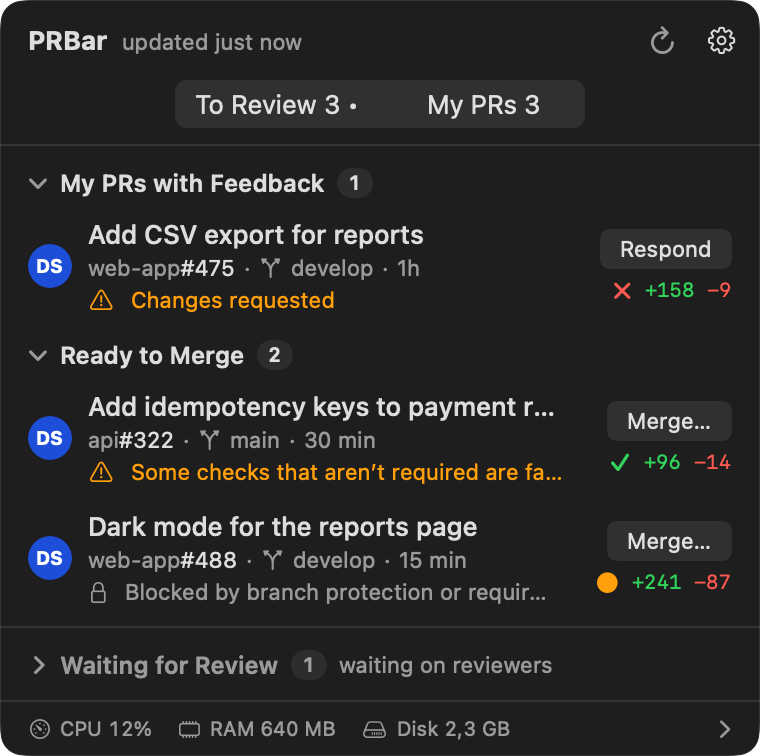 PRBar updated just now
To Review 3 • My PRs 3
My PRs with Feedback 1
Add CSV export for reports
DS
web-app#475 · develop · 1h
Respond
Changes requested
+158 −9
Ready to Merge 2
Add idempotency keys to payment r…
DS
api#322 · main · 30 min
Merge…
Some checks that aren’t required are fa…
+96 −14
Dark mode for the reports page
DS
web-app#488 · develop · 15 min
Merge…
Blocked by branch protection or requir…
+241 −87
Waiting for Review 1 waiting on reviewers
CPU 12% RAM 640 MB Disk 2,3 GB